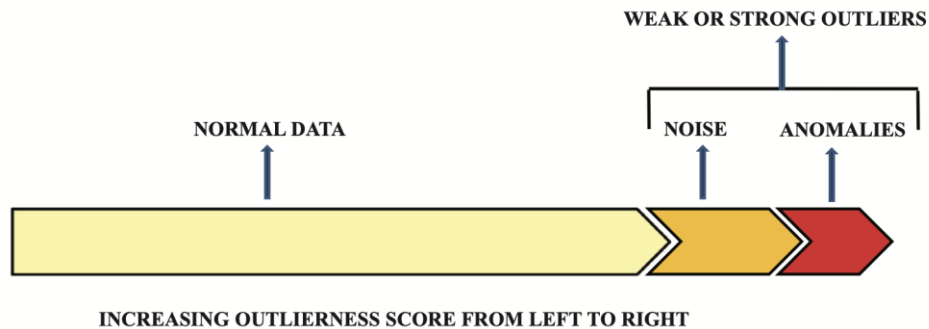 WEAK OR STRONG OUTLIERS
NORMAL DATA
NOISE
ANOMALIES
INCREASING OUTLIERNESS SCORE FROM LEFT TO RIGHT